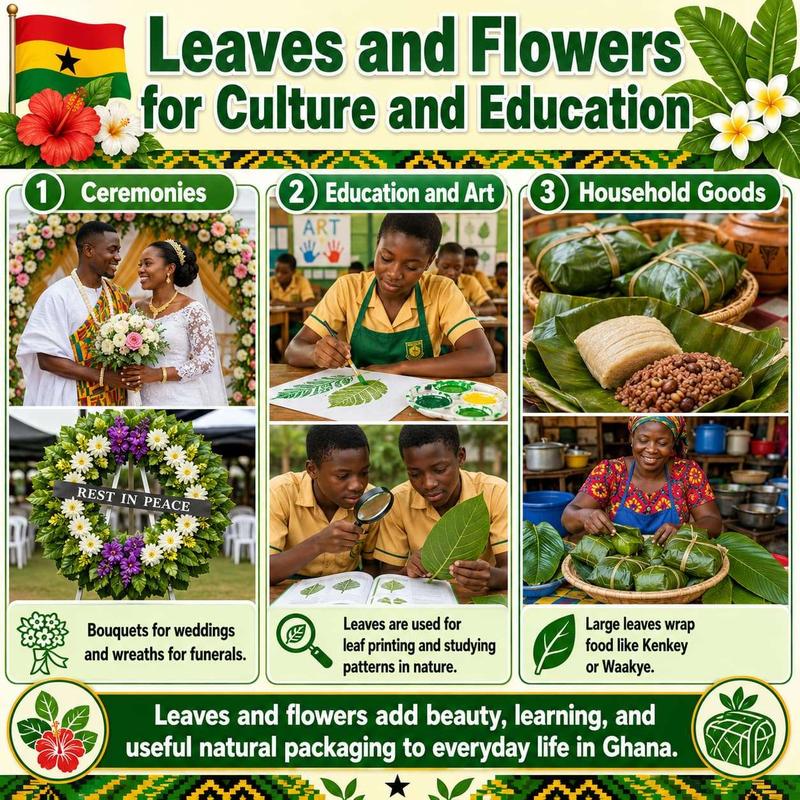 Leaves and Flowers
for Culture and Education
1 Ceremonies
2 Education and Art
3 Household Goods
ART
REST IN PEACE
Bouquets for weddings
and wreaths for funerals.
Leaves are used for
leaf printing and studying
patterns in nature.
Large leaves wrap
food like Kenkey
or Waakye.
Leaves and flowers add beauty, learning, and
useful natural packaging to everyday life in Ghana.